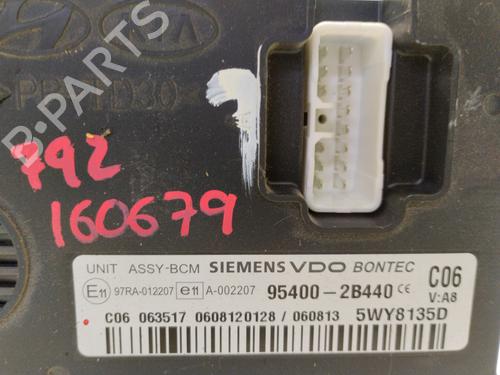 KIA
B-PARTS
792
160679
UNIT ASSY-BCM SIEMENS VDO BONTEC
E11 97RA-012207 e11 A-002207 95400-2B440 CE
C06
V:A8
C06 063517 0608120128 / 060813 5WY8135D